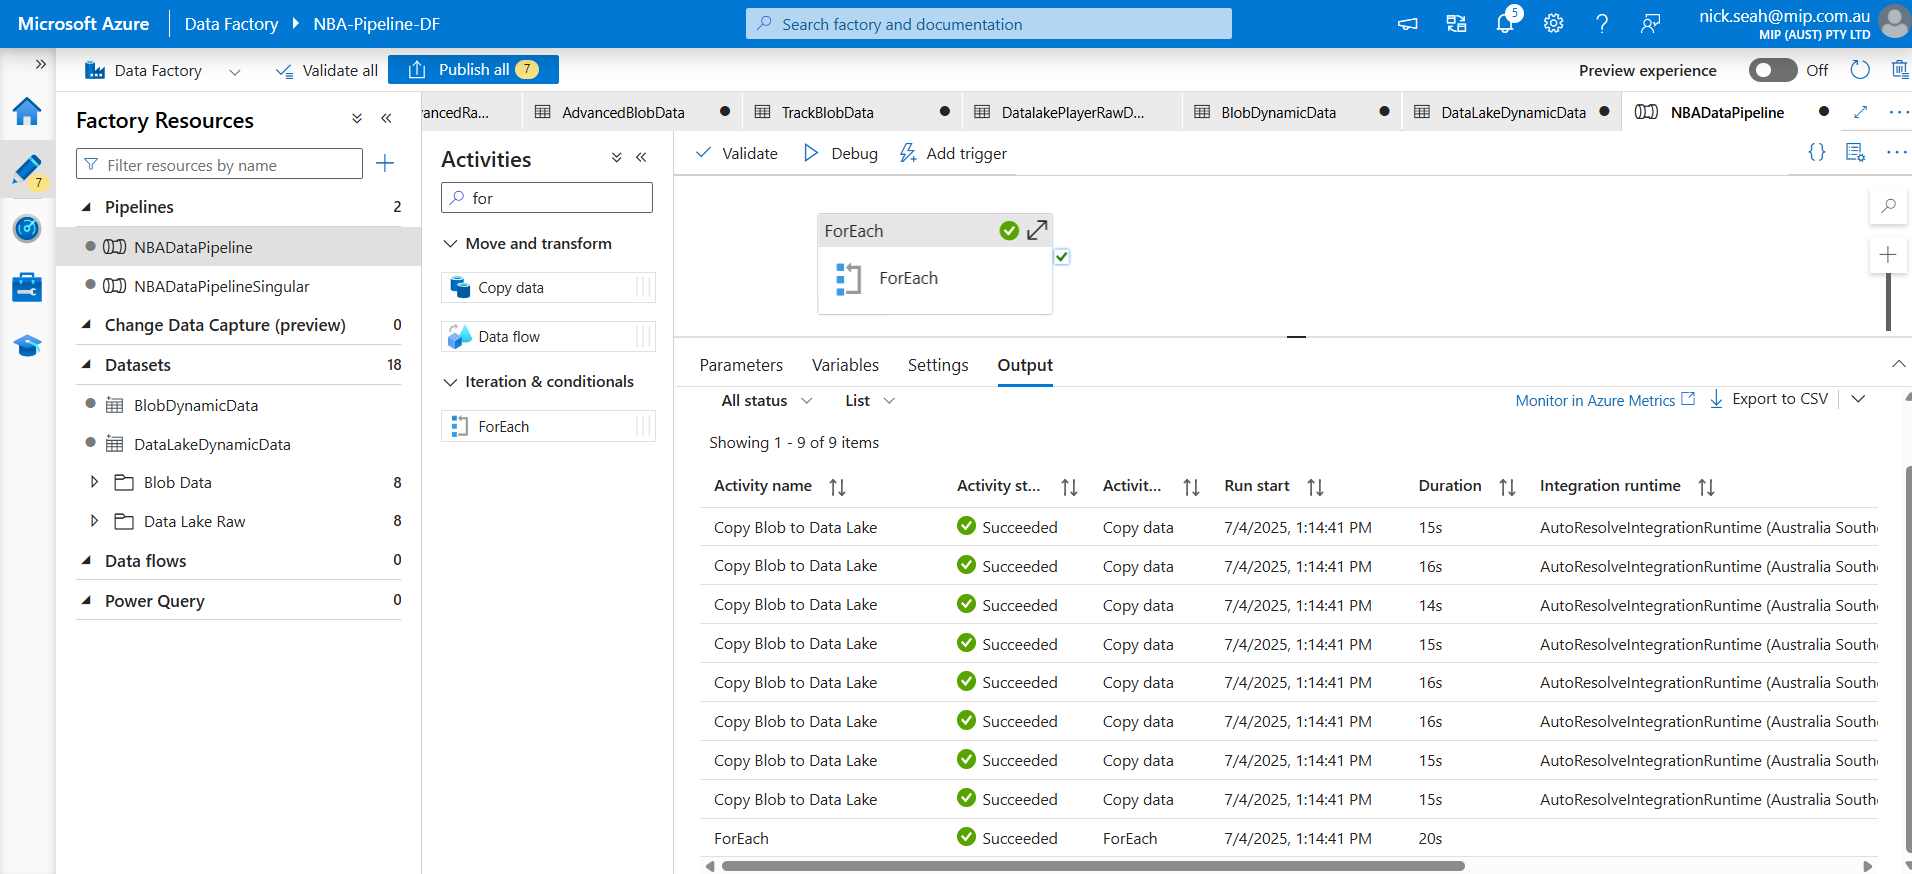 Microsoft Azure
Data Factory
NBA-Pipeline-DF
Search factory and documentation
5
nick.seah@mip.com.au
MIP (AUST) PTY LTD
Data Factory
Validate all
Publish all 7
Preview experience
Off
7
Factory Resources
Filter resources by name
Pipelines 2
NBADataPipeline
NBADataPipelineSingular
Change Data Capture (preview) 0
Datasets 18
BlobDynamicData
DataLakeDynamicData
Blob Data 8
Data Lake Raw 8
Data flows 0
Power Query 0
vancedRa...
AdvancedBlobData
TrackBlobData
DatalakePlayerRawD...
BlobDynamicData
DataLakeDynamicData
NBADataPipeline
Activities
for
Move and transform
Copy data
Data flow
Iteration & conditionals
ForEach
Validate
Debug
Add trigger
{}
ForEach
ForEach
Parameters
Variables
Settings
Output
All status
List
Monitor in Azure Metrics
Export to CSV
Showing 1 - 9 of 9 items
Activity name Activity st... Activit... Run start Duration Integration runtime
Copy Blob to Data Lake Succeeded Copy data 7/4/2025, 1:14:41 PM 15s AutoResolveIntegrationRuntime (Australia Southe
Copy Blob to Data Lake Succeeded Copy data 7/4/2025, 1:14:41 PM 16s AutoResolveIntegrationRuntime (Australia Southe
Copy Blob to Data Lake Succeeded Copy data 7/4/2025, 1:14:41 PM 14s AutoResolveIntegrationRuntime (Australia Southe
Copy Blob to Data Lake Succeeded Copy data 7/4/2025, 1:14:41 PM 15s AutoResolveIntegrationRuntime (Australia Southe
Copy Blob to Data Lake Succeeded Copy data 7/4/2025, 1:14:41 PM 16s AutoResolveIntegrationRuntime (Australia Southe
Copy Blob to Data Lake Succeeded Copy data 7/4/2025, 1:14:41 PM 16s AutoResolveIntegrationRuntime (Australia Southe
Copy Blob to Data Lake Succeeded Copy data 7/4/2025, 1:14:41 PM 15s AutoResolveIntegrationRuntime (Australia Southe
Copy Blob to Data Lake Succeeded Copy data 7/4/2025, 1:14:41 PM 15s AutoResolveIntegrationRuntime (Australia Southe
ForEach Succeeded ForEach 7/4/2025, 1:14:41 PM 20s